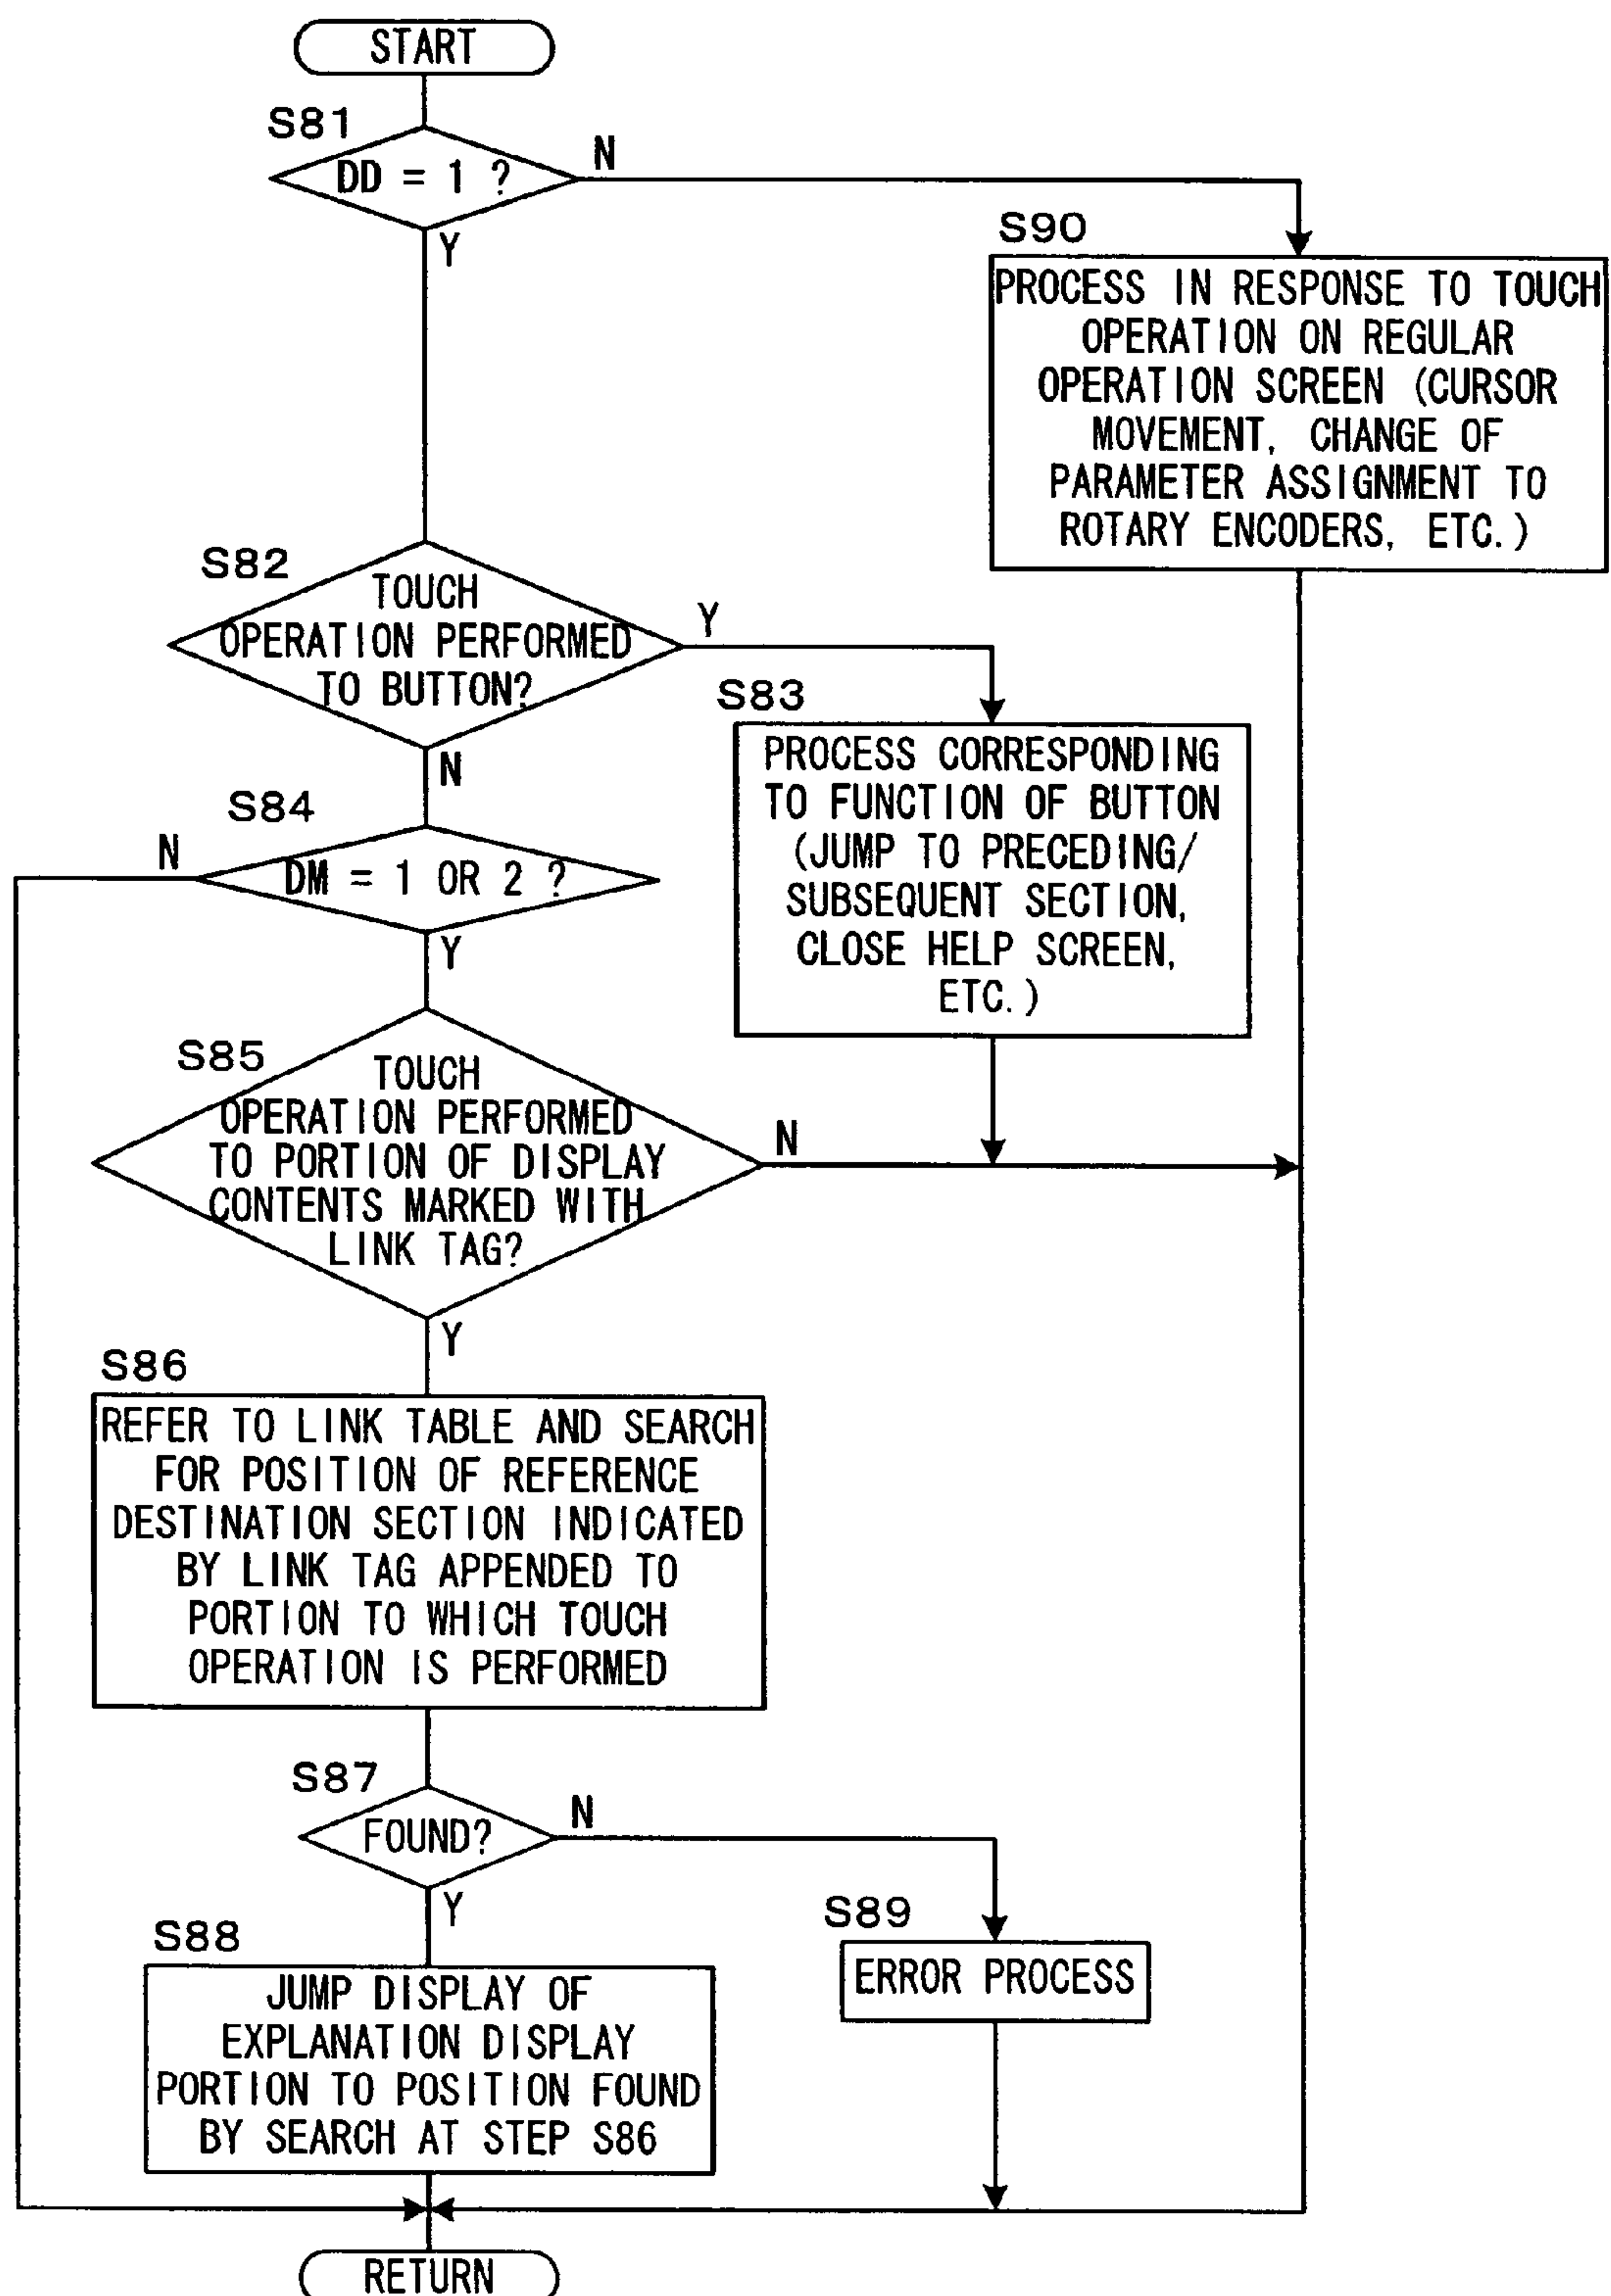 START
S81
DD = 1 ?
N
Y
S90
PROCESS IN RESPONSE TO TOUCH
OPERATION ON REGULAR
OPERATION SCREEN (CURSOR
MOVEMENT, CHANGE OF
PARAMETER ASSIGNMENT TO
ROTARY ENCODERS, ETC.)
S82
TOUCH
OPERATION PERFORMED
TO BUTTON?
Y
N
S83
PROCESS CORRESPONDING
TO FUNCTION OF BUTTON
(JUMP TO PRECEDING/
SUBSEQUENT SECTION,
CLOSE HELP SCREEN,
ETC.)
S84
N
DM = 1 OR 2 ?
Y
S85
TOUCH
OPERATION PERFORMED
TO PORTION OF DISPLAY
CONTENTS MARKED WITH
LINK TAG?
N
Y
S86
REFER TO LINK TABLE AND SEARCH
FOR POSITION OF REFERENCE
DESTINATION SECTION INDICATED
BY LINK TAG APPENDED TO
PORTION TO WHICH TOUCH
OPERATION IS PERFORMED
S87
FOUND?
N
Y
S89
ERROR PROCESS
S88
JUMP DISPLAY OF
EXPLANATION DISPLAY
PORTION TO POSITION FOUND
BY SEARCH AT STEP S86
RETURN